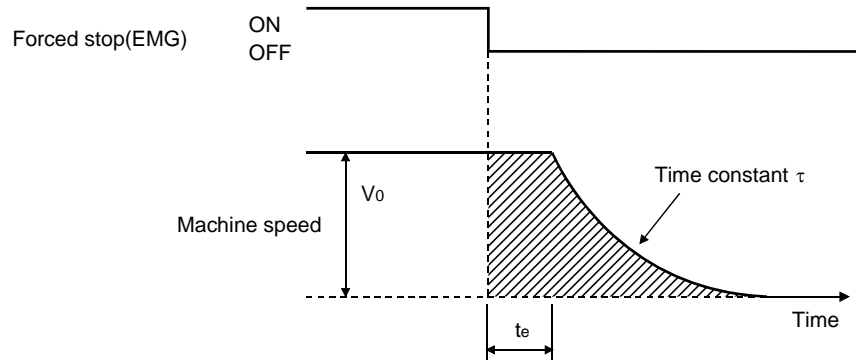 Forced stop(EMG)
ON
OFF
V0
Time constant τ
Machine speed
Time
te